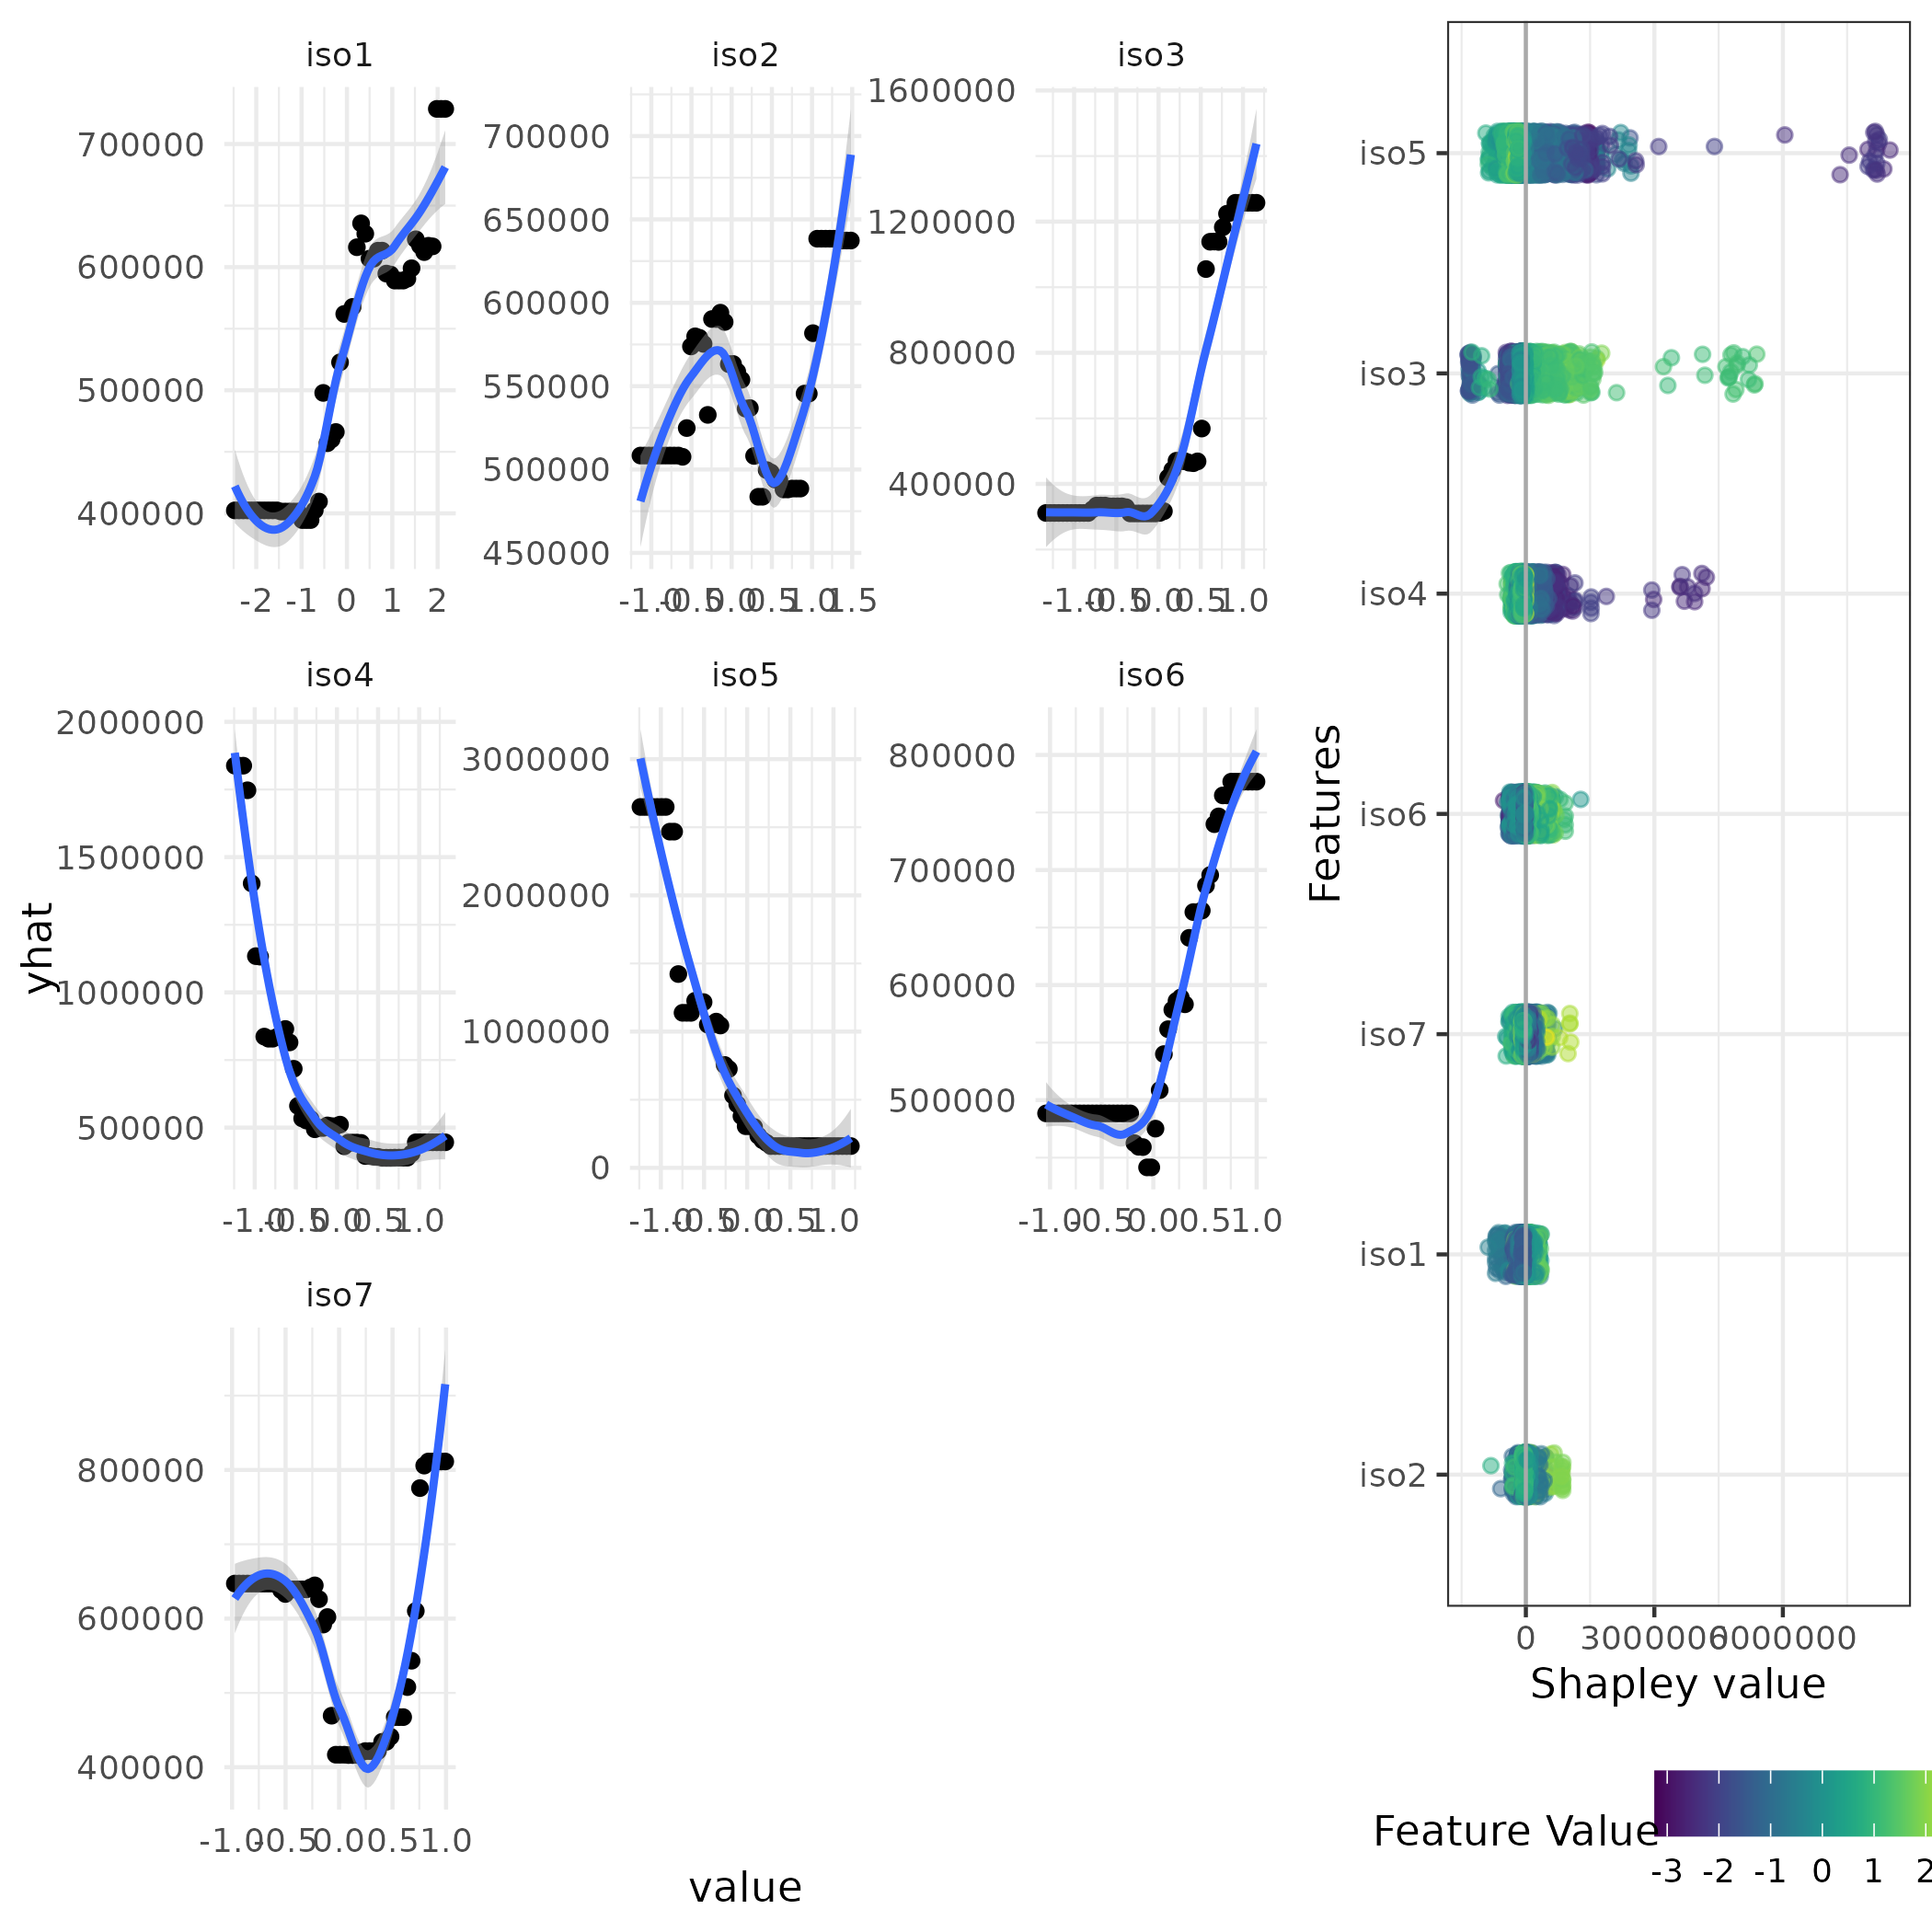 iso1
iso2
iso3
700000
600000
500000
400000
-2 -1 0 1 2
700000
650000
600000
550000
500000
450000
-1.0 -0.5 0.0 0.5 1.0 1.5
1600000
1200000
800000
400000
-1.0 -0.5 0.0 0.5 1.0
iso4
iso5
iso6
2000000
1500000
1000000
500000
-1.0 -0.5 0.0 0.5 1.0
3000000
2000000
1000000
0
-1.0 -0.5 0.0 0.5 1.0
800000
700000
600000
500000
-1.0 -0.5 0.0 0.5 1.0
iso7
800000
600000
400000
-1.0 -0.5 0.0 0.5 1.0
yhat
value
Features
iso5
iso3
iso4
iso6
iso7
iso1
iso2
0 3000000 6000000
Shapley value
Feature Value
-3 -2 -1 0 1 2